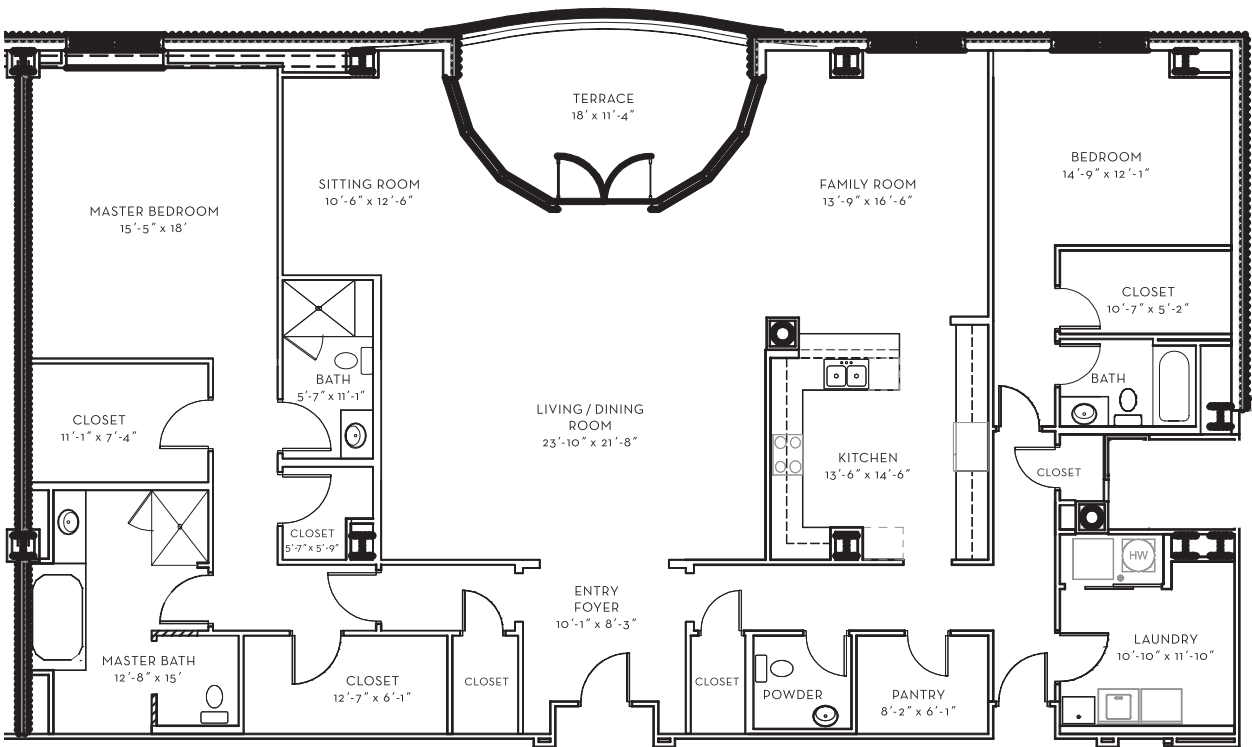 TERRACE
18' x 11'-4"
SITTING ROOM
10'-6" x 12'-6"
FAMILY ROOM
13'-9" x 16'-6"
BEDROOM
14'-9" x 12'-1"
MASTER BEDROOM
15'-5" x 18'
CLOSET
10'-7" x 5'-2"
BATH
5'-7" x 11'-1"
BATH
CLOSET
11'-1" x 7'-4"
LIVING / DINING
ROOM
23'-10" x 21'-8"
KITCHEN
13'-6" x 14'-6"
CLOSET
CLOSET
5'-7" x 5'-9"
HW
ENTRY
FOYER
10'-1" x 8'-3"
LAUNDRY
10'-10" x 11'-10"
MASTER BATH
12'-8" x 15'
CLOSET
12'-7" x 6'-1"
CLOSET
CLOSET
POWDER
PANTRY
8'-2" x 6'-1"